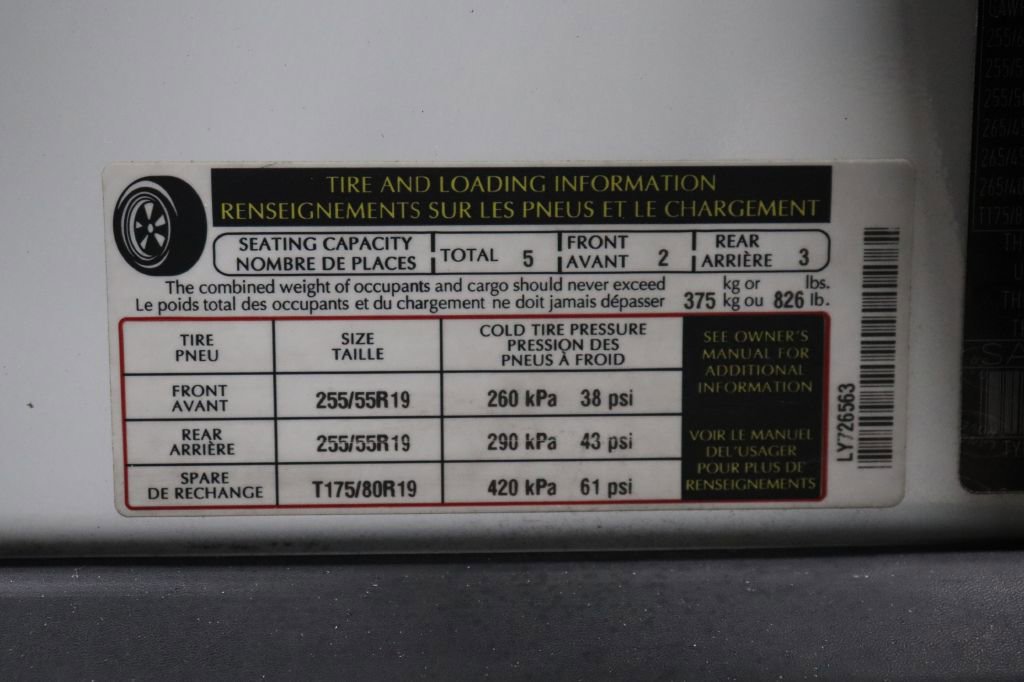 TIRE AND LOADING INFORMATION
RENSEIGNEMENTS SUR LES PNEUS ET LE CHARGEMENT
SEATING CAPACITY
NOMBRE DE PLACES
TOTAL 5
FRONT
AVANT 2
REAR
ARRIÈRE 3
The combined weight of occupants and cargo should never exceed 375 kg or 826 lbs.
Le poids total des occupants et du chargement ne doit jamais dépasser kg ou lb.
TIRE
PNEU
SIZE
TAILLE
COLD TIRE PRESSURE
PRESSION DES
PNEUS À FROID
FRONT
AVANT
255/55R19
260 kPa 38 psi
REAR
ARRIÈRE
255/55R19
290 kPa 43 psi
SPARE
DE RECHANGE
T175/80R19
420 kPa 61 psi
SEE OWNER'S
MANUAL FOR
ADDITIONAL
INFORMATION
VOIR LE MANUEL
DEL'USAGER
POUR PLUS DE
RENSEIGNEMENTS
LY726563